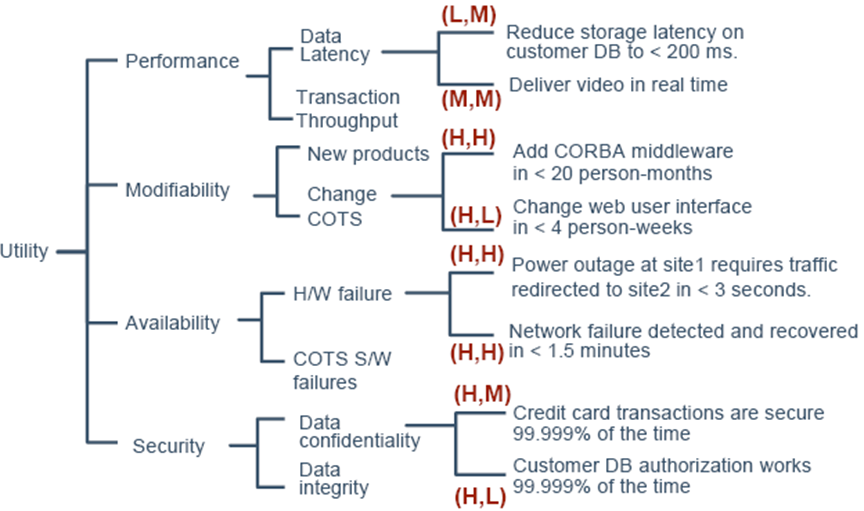 Utility
Performance
Data
Latency
(L,M)
Reduce storage latency on
customer DB to < 200 ms.
(M,M)
Deliver video in real time
Transaction
Throughput
Modifiability
New products
Change
COTS
(H,H)
Add CORBA middleware
in < 20 person-months
(H,L)
Change web user interface
in < 4 person-weeks
Availability
H/W failure
(H,H)
Power outage at site1 requires traffic
redirected to site2 in < 3 seconds.
(H,H)
Network failure detected and recovered
in < 1.5 minutes
COTS S/W
failures
Security
Data
confidentiality
(H,M)
Credit card transactions are secure
99.999% of the time
(H,L)
Customer DB authorization works
99.999% of the time
Data
integrity